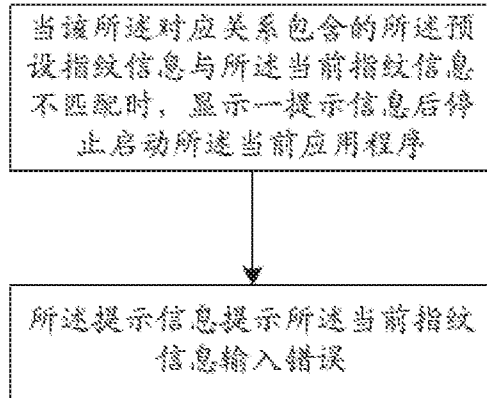 当该所述对应关系包含的所述预
设指纹信息与所述当前指纹信息
不匹配时，显示一提示信息后停
止启动所述当前应用程序
所述提示信息提示所述当前指纹
信息输入错误